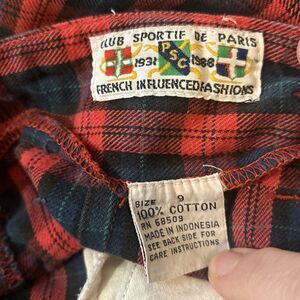 CLUB SPORTIF DE PARIS
1931 PSC 1988
FRENCH INFLUENCED FASHIONS
SIZE 9
100% COTTON
RN 68509
MADE IN INDONESIA
SEE BACK SIDE FOR
CARE INSTRUCTIONS